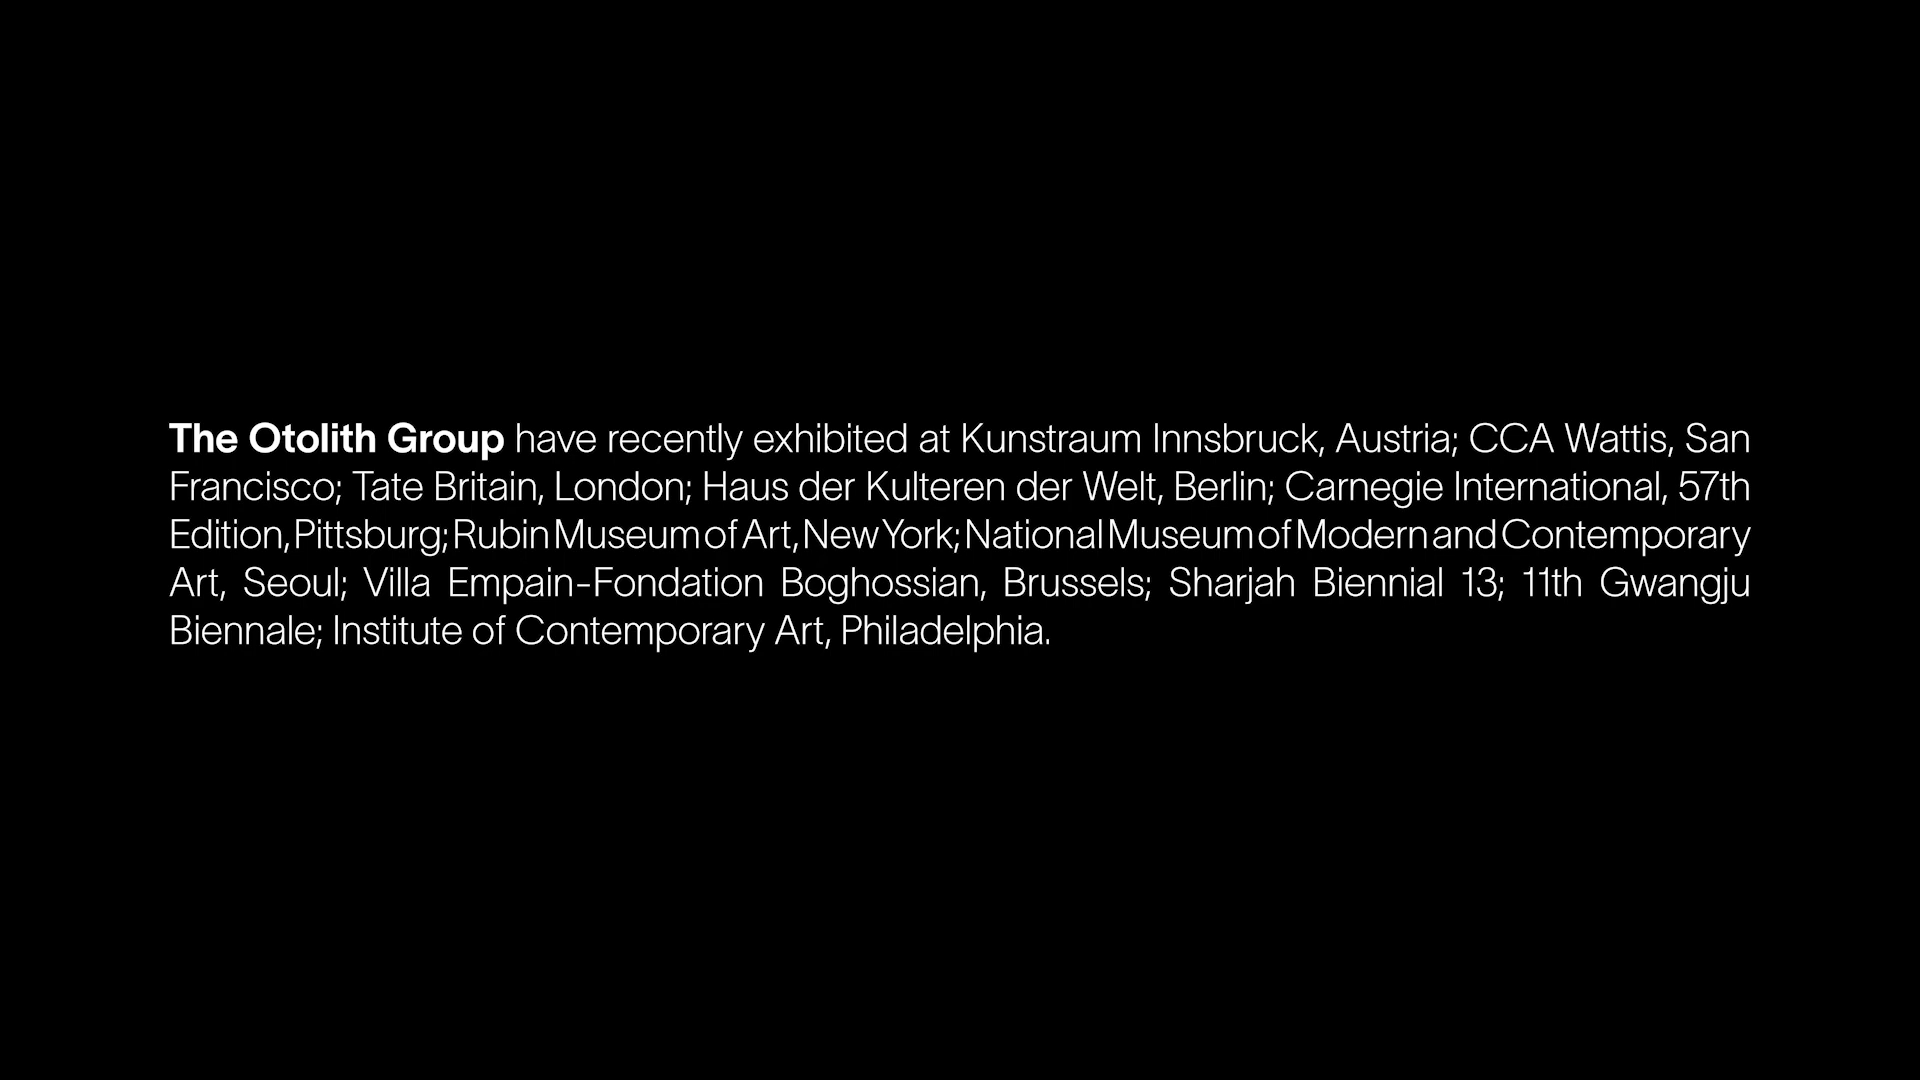 The Otolith Group have recently exhibited at Kunstraum Innsbruck, Austria; CCA Wattis, San
Francisco; Tate Britain, London; Haus der Kulteren der Welt, Berlin; Carnegie International, 57th
Edition, Pittsburg; Rubin Museum of Art, New York; National Museum of Modern and Contemporary
Art, Seoul; Villa Empain-Fondation Boghossian, Brussels; Sharjah Biennial 13; 11th Gwangju
Biennale; Institute of Contemporary Art, Philadelphia.